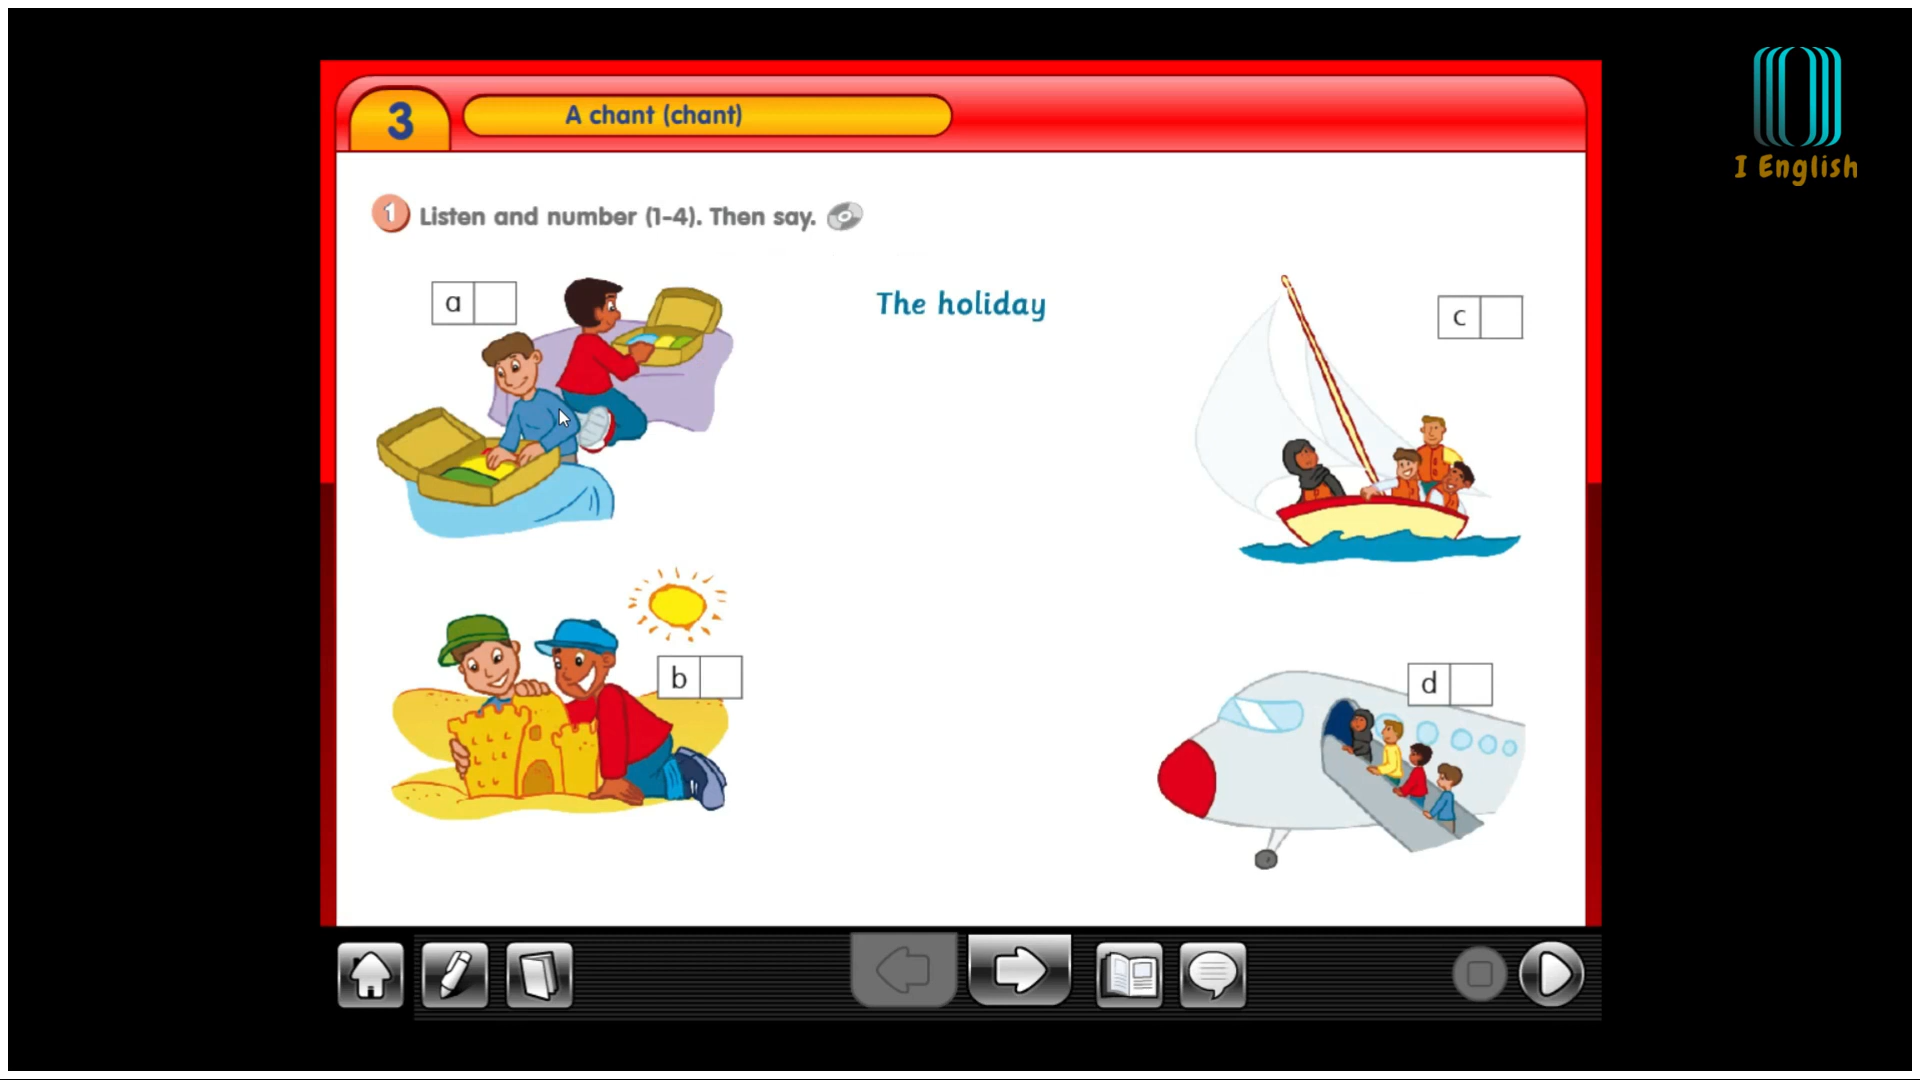 3
A chant (chant)
I English
1 Listen and number (1-4). Then say.
The holiday
a
c
b
d